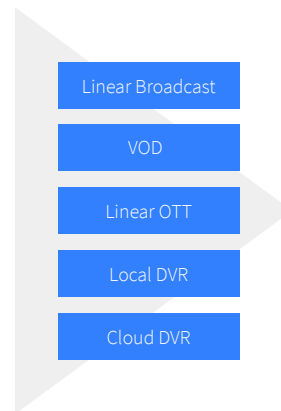 Linear Broadcast
VOD
Linear OTT
Local DVR
Cloud DVR